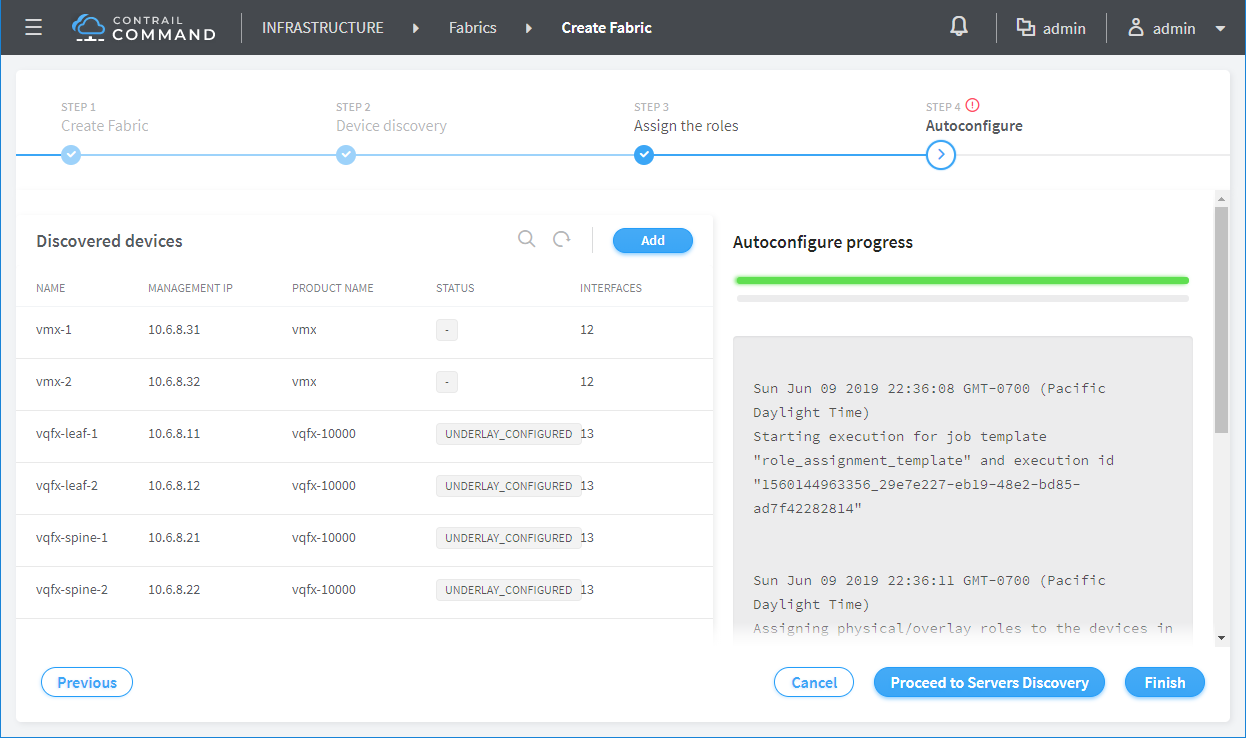 CONTRAIL
COMMAND
INFRASTRUCTURE
Fabrics
Create Fabric
admin
admin
STEP 1
Create Fabric
STEP 2
Device discovery
STEP 3
Assign the roles
STEP 4
Autoconfigure
Discovered devices
Add
NAME MANAGEMENT IP PRODUCT NAME STATUS INTERFACES
vmx-1 10.6.8.31 vmx - 12
vmx-2 10.6.8.32 vmx - 12
vqfx-leaf-1 10.6.8.11 vqfx-10000 UNDERLAY_CONFIGURED 13
vqfx-leaf-2 10.6.8.12 vqfx-10000 UNDERLAY_CONFIGURED 13
vqfx-spine-1 10.6.8.21 vqfx-10000 UNDERLAY_CONFIGURED 13
vqfx-spine-2 10.6.8.22 vqfx-10000 UNDERLAY_CONFIGURED 13
Autoconfigure progress
Sun Jun 09 2019 22:36:08 GMT-0700 (Pacific
Daylight Time)
Starting execution for job template
"role_assignment_template" and execution id
"1560144963356_29e7e227-eb19-48e2-bd85-
ad7f42282814"
Sun Jun 09 2019 22:36:11 GMT-0700 (Pacific
Daylight Time)
Assigning physical/overlay roles to the devices in
Previous
Cancel
Proceed to Servers Discovery
Finish